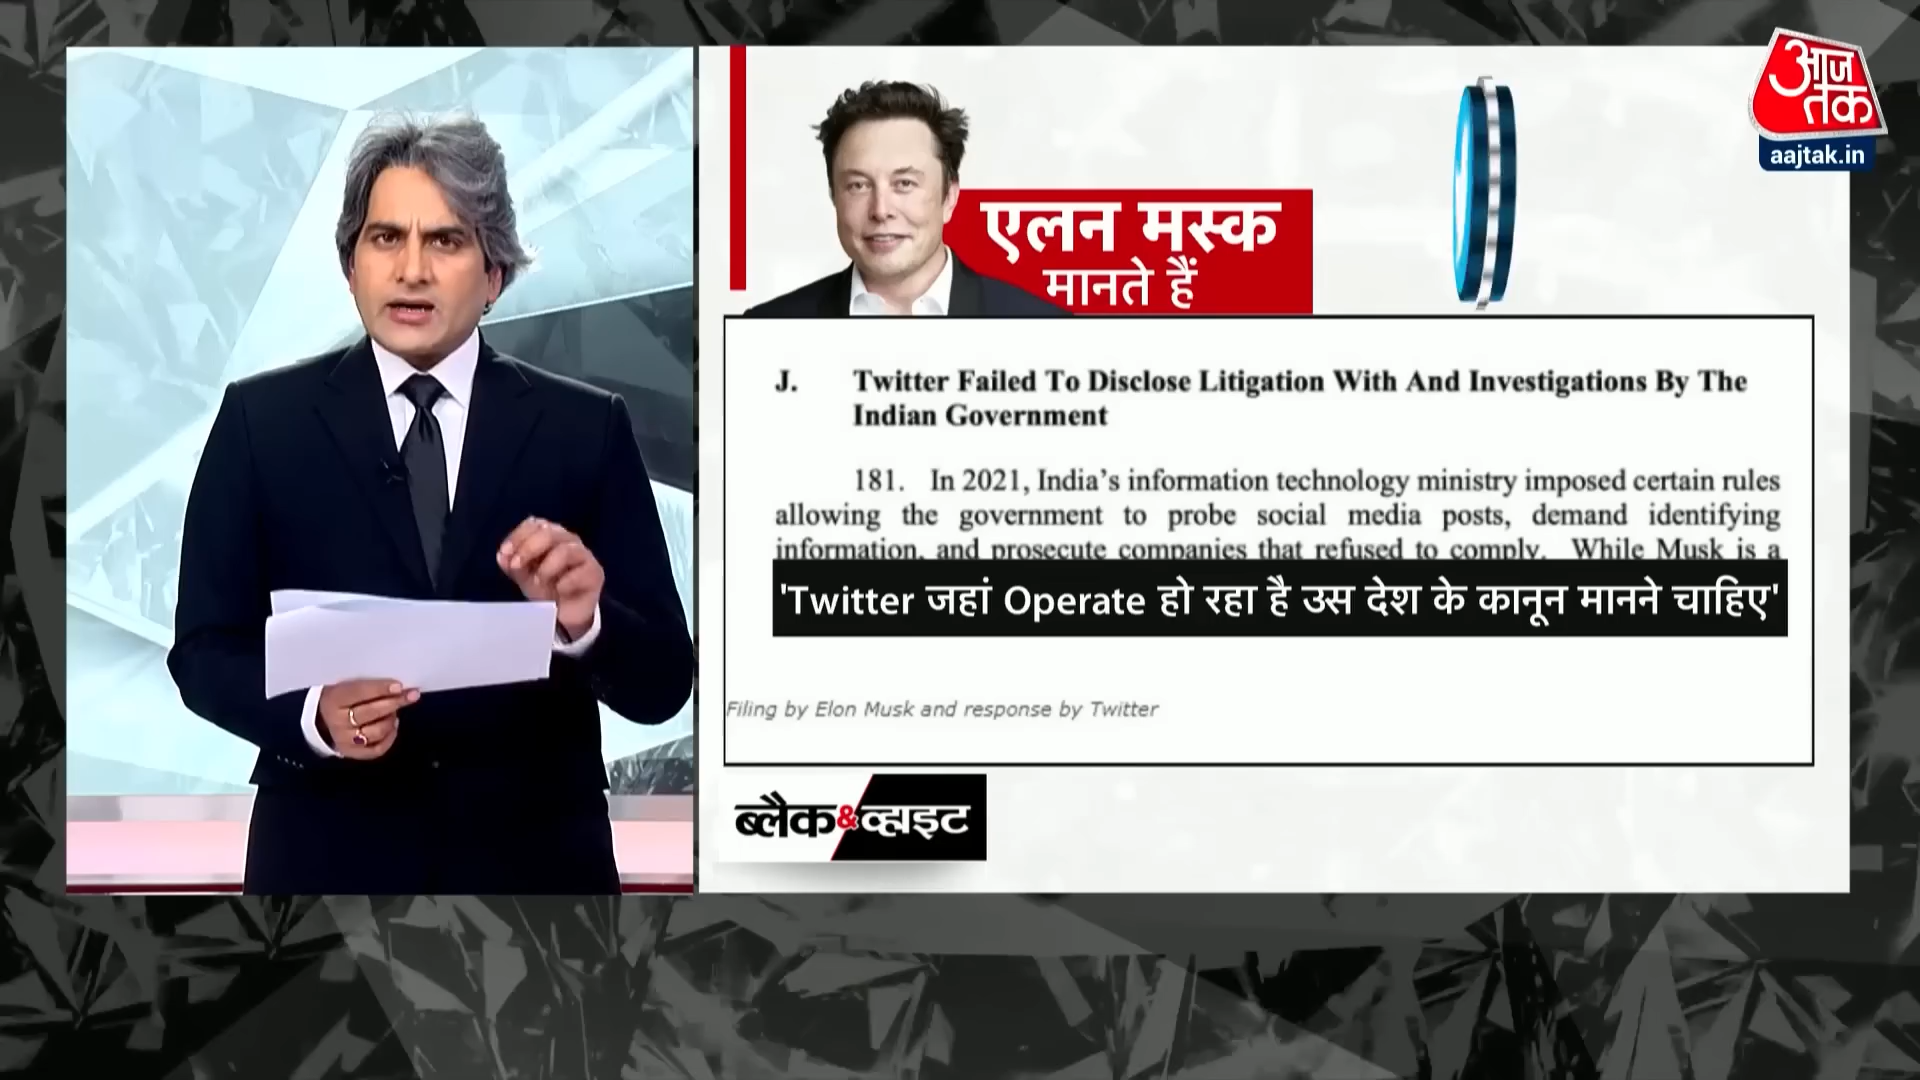 आज
तक
aajtak.in
एलन मस्क
मानते हैं
J. Twitter Failed To Disclose Litigation With And Investigations By The
Indian Government
181. In 2021, India's information technology ministry imposed certain rules
allowing the government to probe social media posts, demand identifying
information, and prosecute companies that refused to comply. While Musk is a
'Twitter जहां Operate हो रहा है उस देश के कानून मानने चाहिए'
Filing by Elon Musk and response by Twitter
ब्लैक&व्हाइट